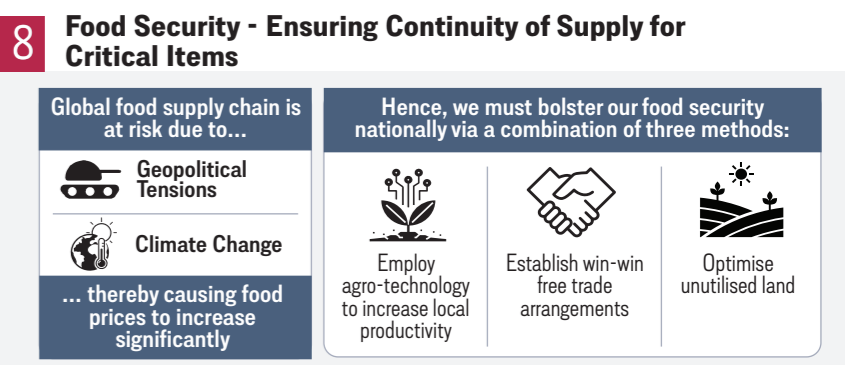 8
Food Security - Ensuring Continuity of Supply for
Critical Items
Global food supply chain is
at risk due to...
Geopolitical
Tensions
Climate Change
... thereby causing food
prices to increase
significantly
Hence, we must bolster our food security
nationally via a combination of three methods:
Employ
agro-technology
to increase local
productivity
Establish win-win
free trade
arrangements
Optimise
unutilised land